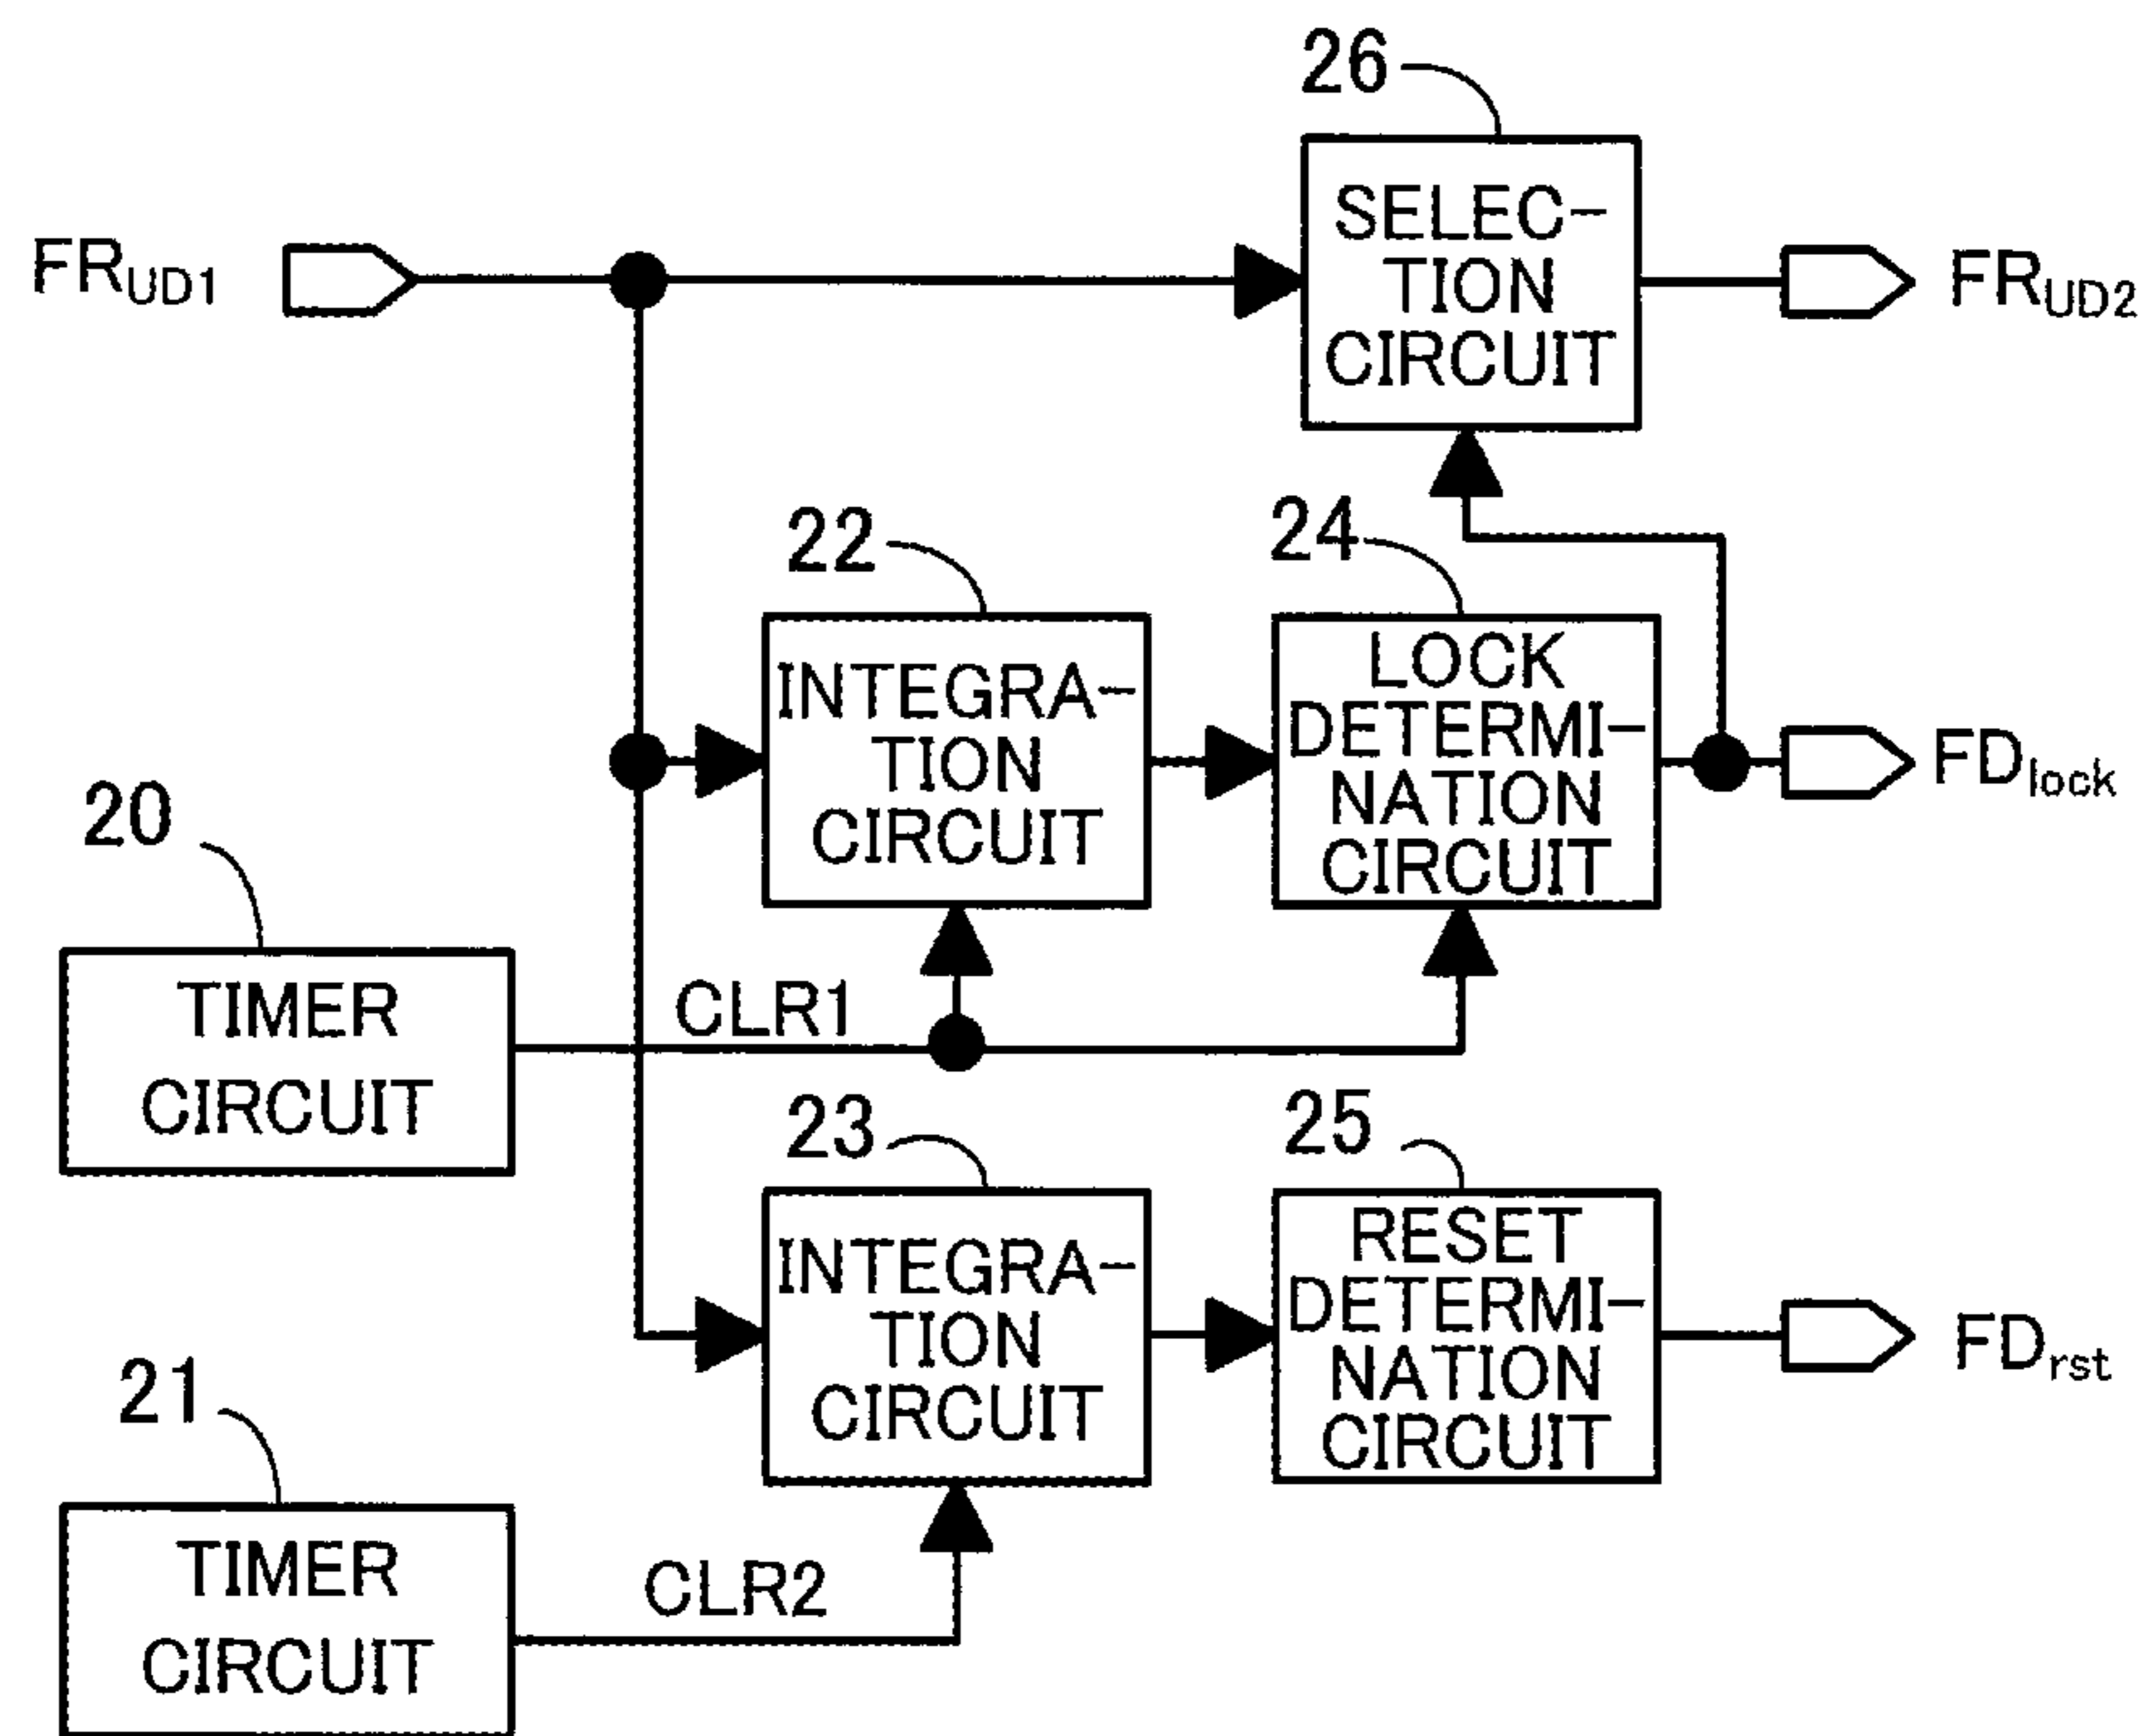 26
SELEC-
TION
CIRCUIT
FRUD1
FRUD2
22
INTEGRA-
TION
CIRCUIT
24
LOCK
DETERMI-
NATION
CIRCUIT
FDlock
20
TIMER
CIRCUIT
CLR1
23
INTEGRA-
TION
CIRCUIT
25
RESET
DETERMI-
NATION
CIRCUIT
FDrst
21
TIMER
CIRCUIT
CLR2